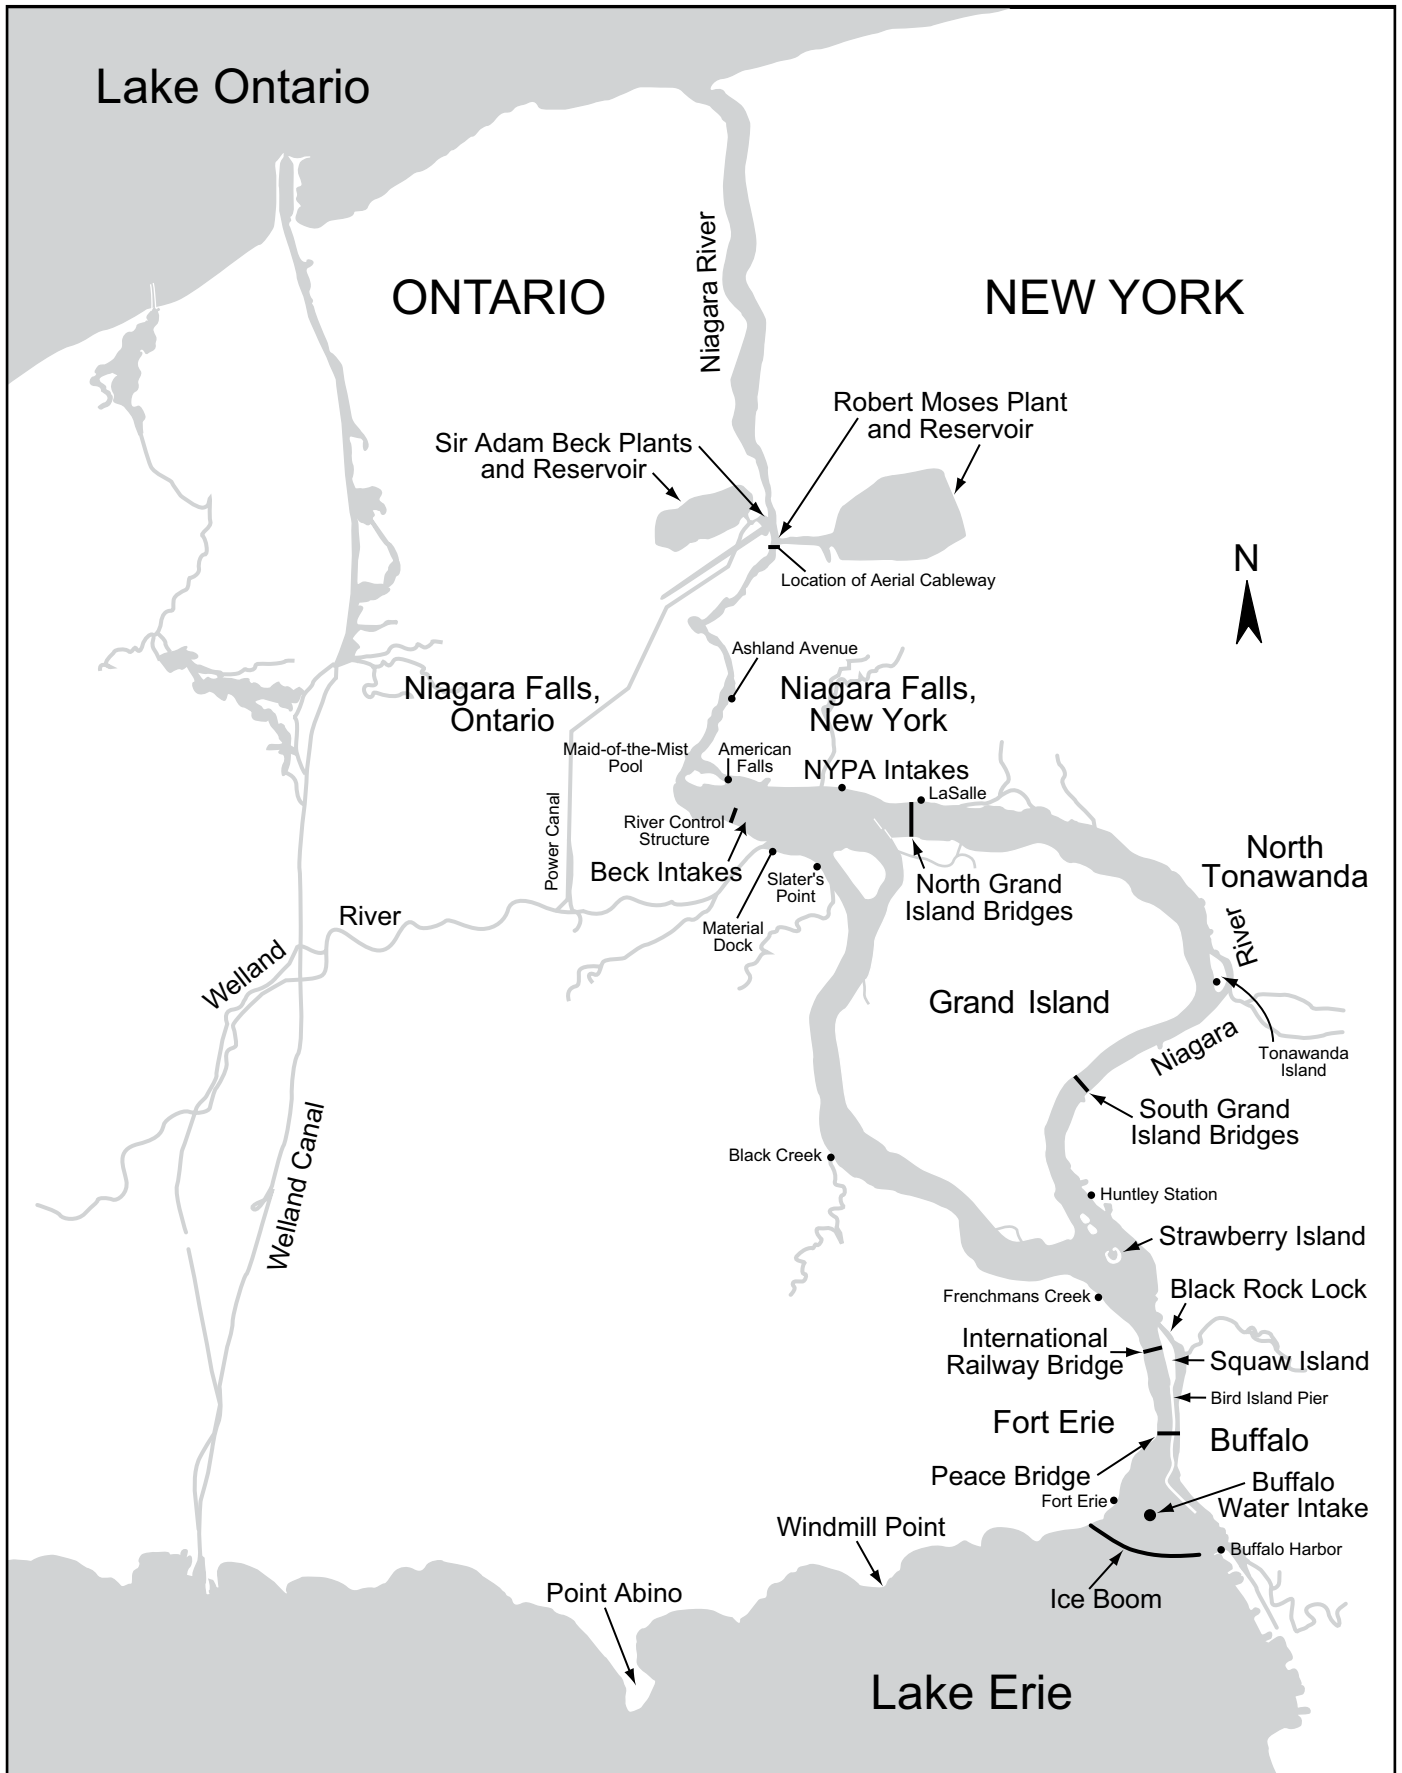 Lake Ontario
ONTARIO
NEW YORK
Niagara River
Robert Moses Plant
and Reservoir
Sir Adam Beck Plants
and Reservoir
Location of Aerial Cableway
N
Ashland Avenue
Niagara Falls,
Ontario
Niagara Falls,
New York
Maid-of-the-Mist
Pool
American
Falls
NYPA Intakes
LaSalle
Power Canal
River Control
Structure
Beck Intakes
Slater's
Point
Material
Dock
North Grand
Island Bridges
North
Tonawanda
Welland
River
Grand Island
Niagara
River
Tonawanda
Island
South Grand
Island Bridges
Welland Canal
Black Creek
Huntley Station
Strawberry Island
Black Rock Lock
Frenchmans Creek
International
Railway Bridge
Squaw Island
Bird Island Pier
Fort Erie
Buffalo
Peace Bridge
Fort Erie
Buffalo
Water Intake
Windmill Point
Buffalo Harbor
Ice Boom
Point Abino
Lake Erie